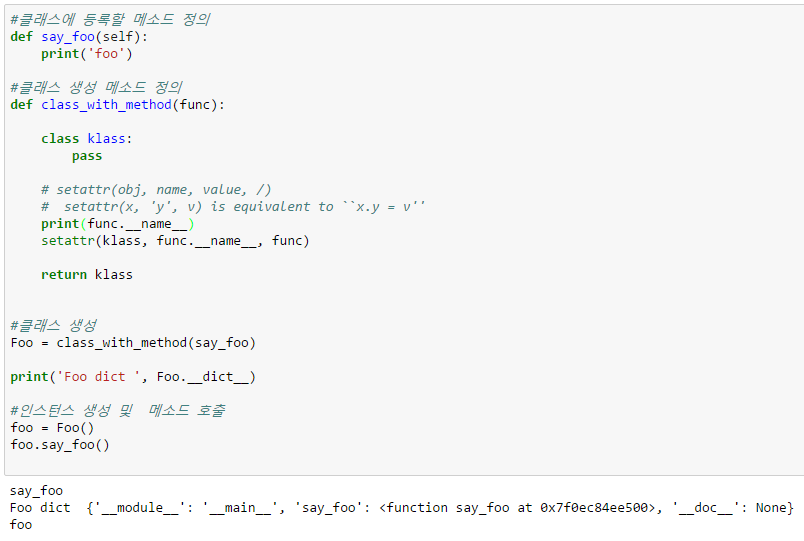 #클래스에 등록할 메소드 정의
def say_foo(self):
    print('foo')
#클래스 생성 메소드 정의
def class_with_method(func):
    class klass:
        pass
    # setattr(obj, name, value, /)
    #  setattr(x, 'y', v) is equivalent to ``x.y = v''
    print(func.__name__)
    setattr(klass, func.__name__, func)
    return klass
#클래스 생성
Foo = class_with_method(say_foo)
print('Foo dict ', Foo.__dict__)
#인스턴스 생성 및  메소드 호출
foo = Foo()
foo.say_foo()
say_foo
Foo dict  {'__module__': '__main__', 'say_foo': <function say_foo at 0x7f0ec84ee500>, '__doc__': None}
foo